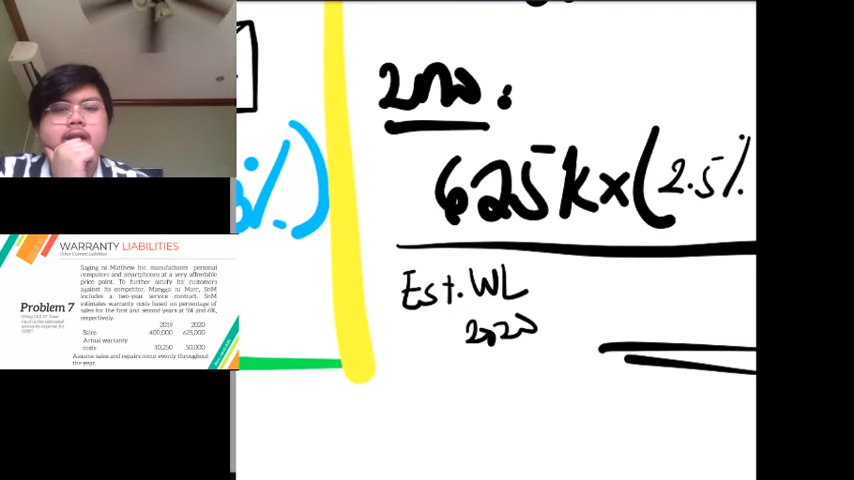 WARRANTY LIABILITIES
Other Current Liabilities
Saging ni Matthew Inc. manufactures personal
computers and smartphones at a very affordable
price point. To further satisfy its customers
against its competitor, Mangga ni Marc, SnM
includes a two-year service contract. SnM
estimates warranty costs based on percentage of
sales for the first and second years at 5% and 6%,
respectively.
Problem 7
2019 2020
Sales 400,000 625,000
Actual warranty
costs 30,250 50,000
Assume sales and repairs occur evenly throughout
the year.
%)
2020 :
625k x (2.5%
Est. WL
2020